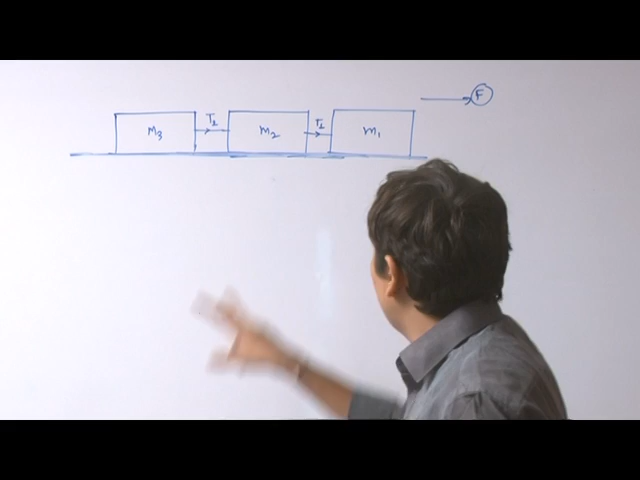 F
T₂ T₁
M₃ m₂ m₁